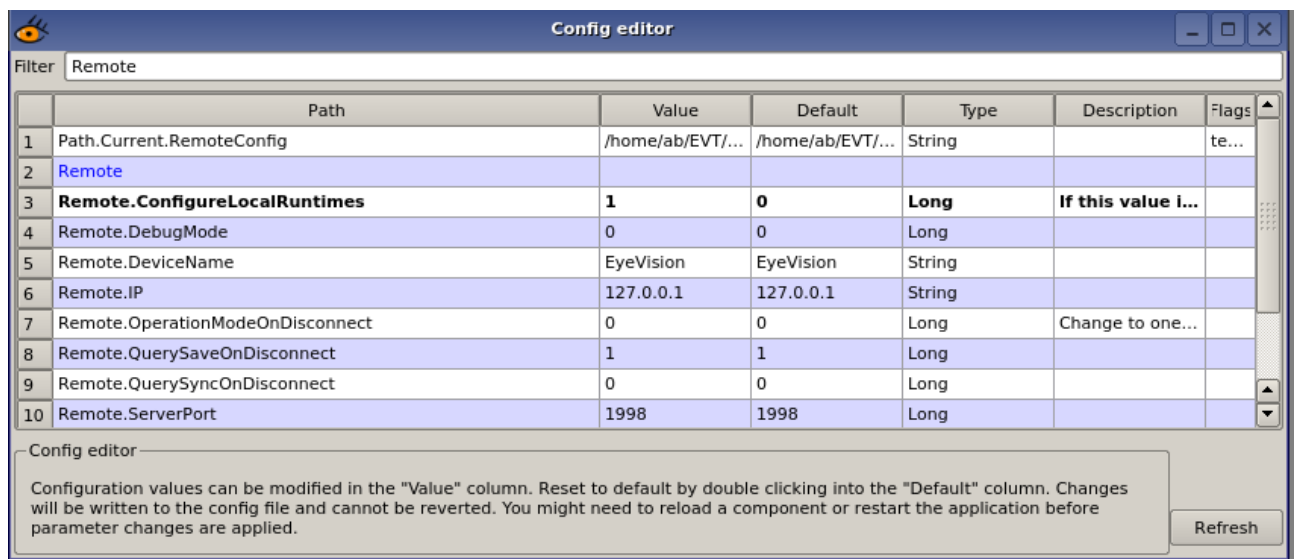 Config editor
Filter Remote
Path Value Default Type Description Flags
1 Path.Current.RemoteConfig /home/ab/EVT/... /home/ab/EVT/... String te...
2 Remote
3 Remote.ConfigureLocalRuntimes 1 0 Long If this value i...
4 Remote.DebugMode 0 0 Long
5 Remote.DeviceName EyeVision EyeVision String
6 Remote.IP 127.0.0.1 127.0.0.1 String
7 Remote.OperationModeOnDisconnect 0 0 Long Change to one...
8 Remote.QuerySaveOnDisconnect 1 1 Long
9 Remote.QuerySyncOnDisconnect 0 0 Long
10 Remote.ServerPort 1998 1998 Long
Config editor
Configuration values can be modified in the "Value" column. Reset to default by double clicking into the "Default" column. Changes
will be written to the config file and cannot be reverted. You might need to reload a component or restart the application before
parameter changes are applied.
Refresh